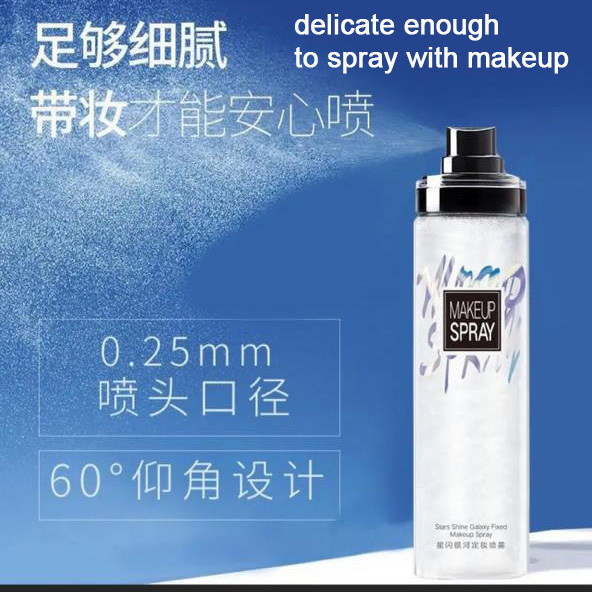 足够细腻
带妆才能安心喷
delicate enough
to spray with makeup
0.25mm
喷头口径
60°仰角设计
Makeup
Spray
MAKEUP
SPRAY
Stars Shine Galaxy Fixed
Makeup Spray
星闪银河定妆喷雾